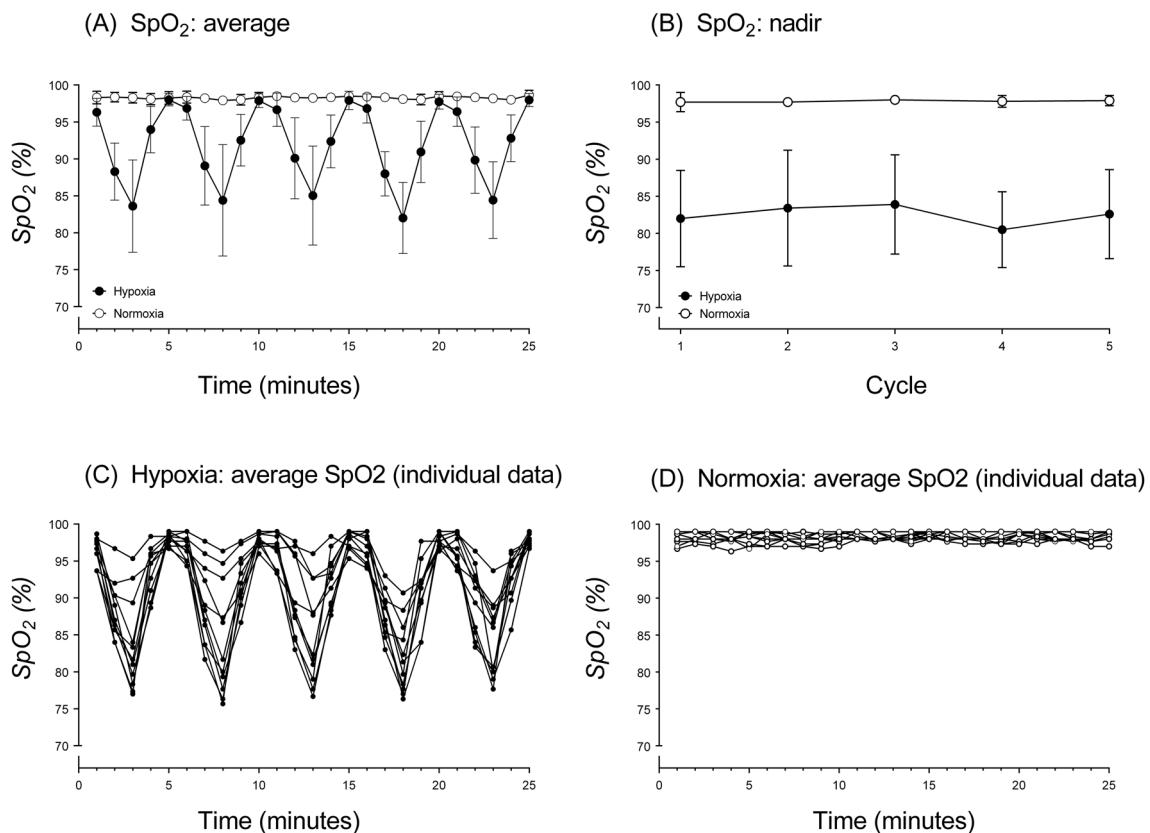 (A) SpO2: average
100
95
90
85
80
75
70
SpO2 (%)
Hypoxia
Normoxia
0 5 10 15 20 25
Time (minutes)
(B) SpO2: nadir
100
95
90
85
80
75
70
SpO2 (%)
Hypoxia
Normoxia
1 2 3 4 5
Cycle
(C) Hypoxia: average SpO2 (individual data)
100
95
90
85
80
75
70
SpO2 (%)
0 5 10 15 20 25
Time (minutes)
(D) Normoxia: average SpO2 (individual data)
100
95
90
85
80
75
70
SpO2 (%)
0 5 10 15 20 25
Time (minutes)